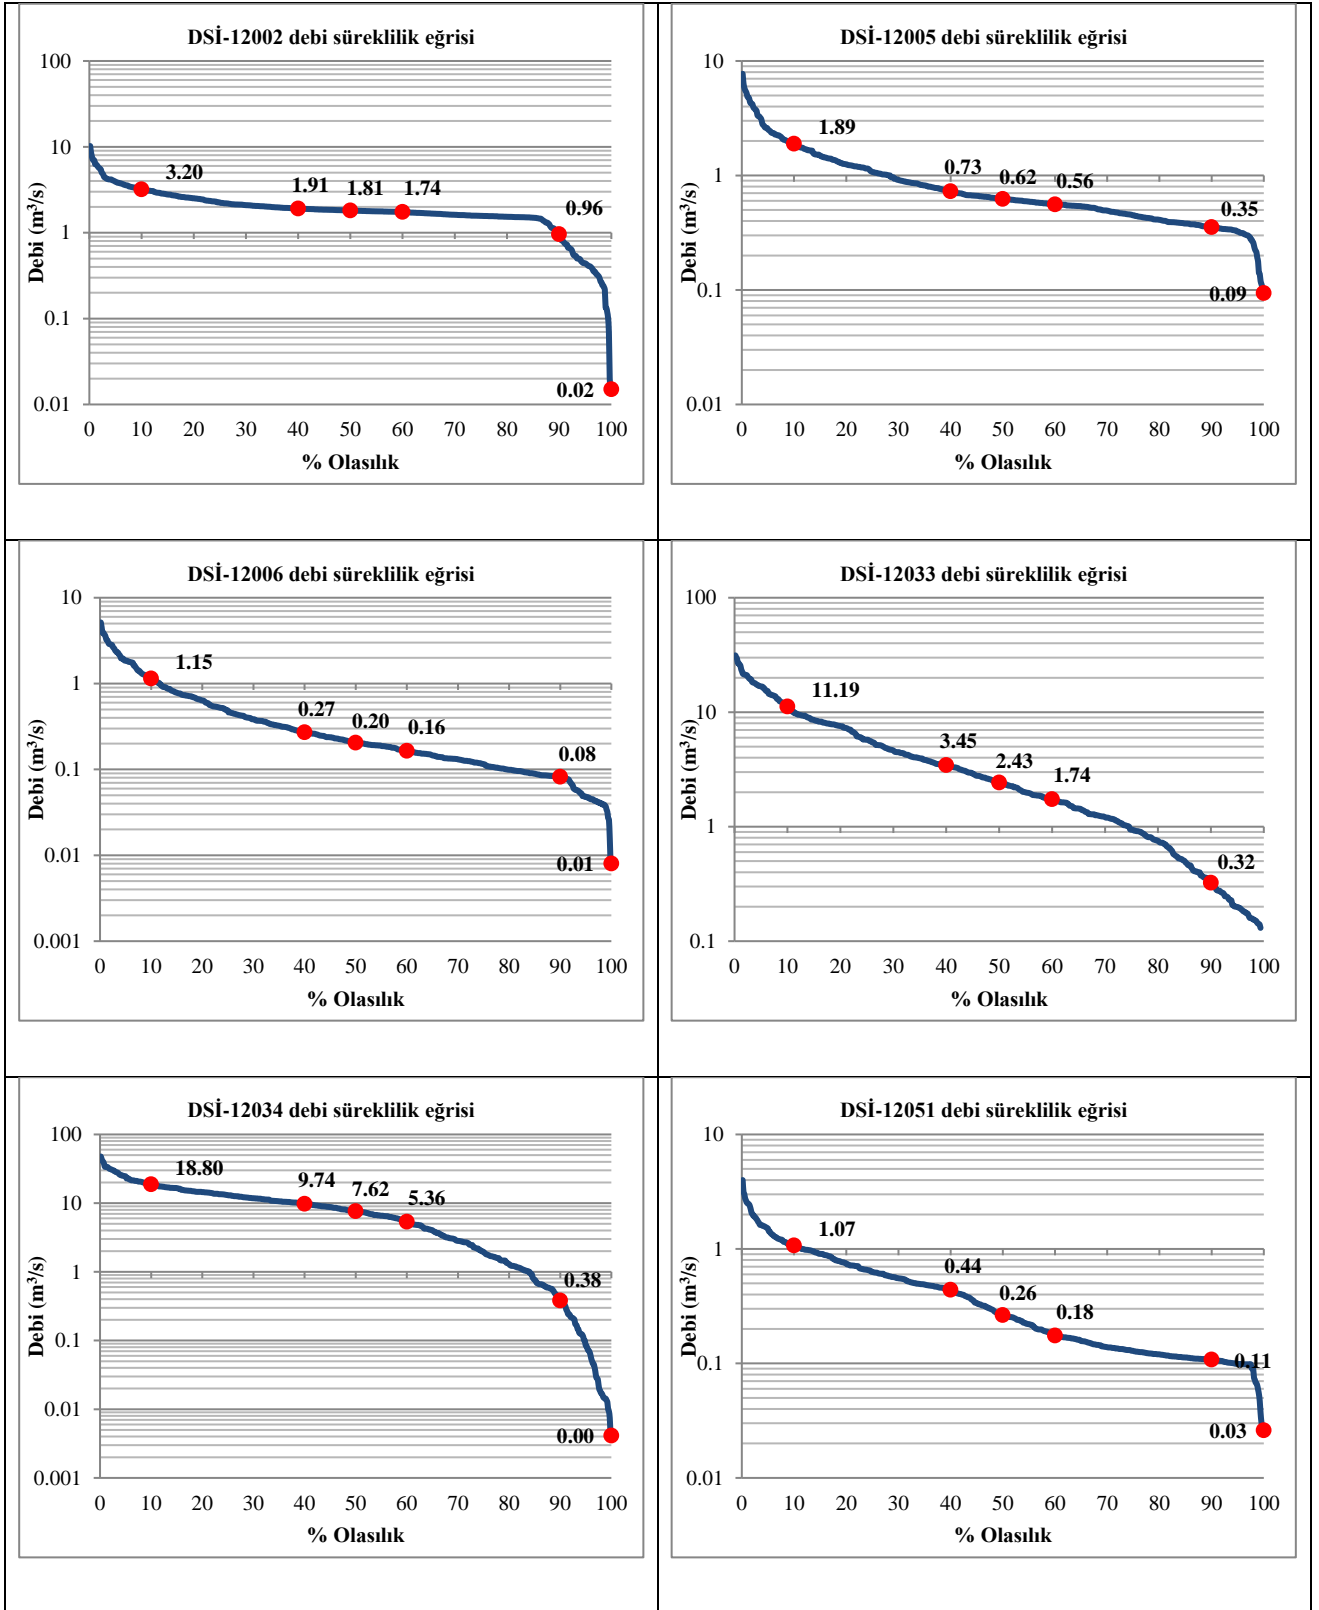 DSİ-12002 debi süreklilik eğrisi
100
10
1
0.1
0.01
Debi (m³/s)
3.20
1.91
1.81
1.74
0.96
0.02
0 10 20 30 40 50 60 70 80 90 100
% Olasılık
DSİ-12005 debi süreklilik eğrisi
10
1
0.1
0.01
Debi (m³/s)
1.89
0.73
0.62
0.56
0.35
0.09
0 10 20 30 40 50 60 70 80 90 100
% Olasılık
DSİ-12006 debi süreklilik eğrisi
10
1
0.1
0.01
0.001
Debi (m³/s)
1.15
0.27
0.20
0.16
0.08
0.01
0 10 20 30 40 50 60 70 80 90 100
% Olasılık
DSİ-12033 debi süreklilik eğrisi
100
10
1
0.1
Debi (m³/s)
11.19
3.45
2.43
1.74
0.32
0 10 20 30 40 50 60 70 80 90 100
% Olasılık
DSİ-12034 debi süreklilik eğrisi
100
10
1
0.1
0.01
0.001
Debi (m³/s)
18.80
9.74
7.62
5.36
0.38
0.00
0 10 20 30 40 50 60 70 80 90 100
% Olasılık
DSİ-12051 debi süreklilik eğrisi
10
1
0.1
0.01
Debi (m³/s)
1.07
0.44
0.26
0.18
0.11
0.03
0 10 20 30 40 50 60 70 80 90 100
% Olasılık